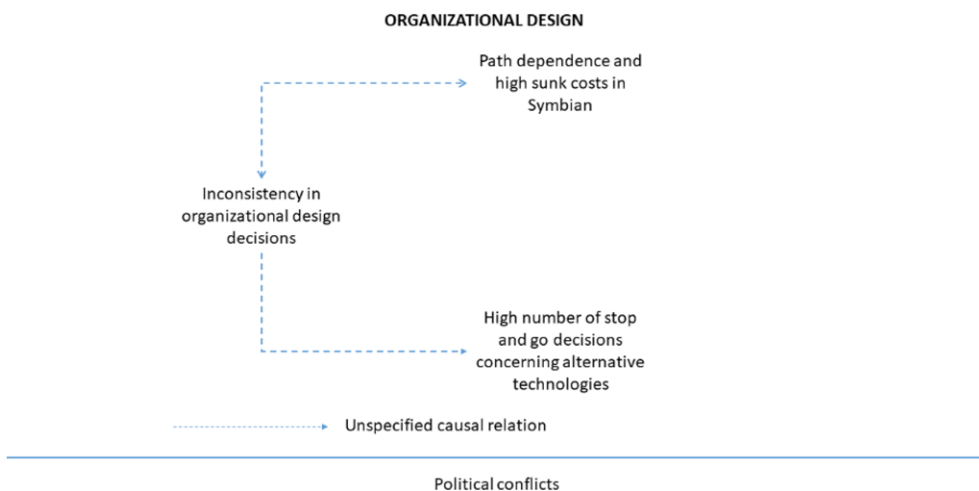 ORGANIZATIONAL DESIGN
Path dependence and
high sunk costs in
Symbian
Inconsistency in
organizational design
decisions
High number of stop
and go decisions
concerning alternative
technologies
Unspecified causal relation
Political conflicts